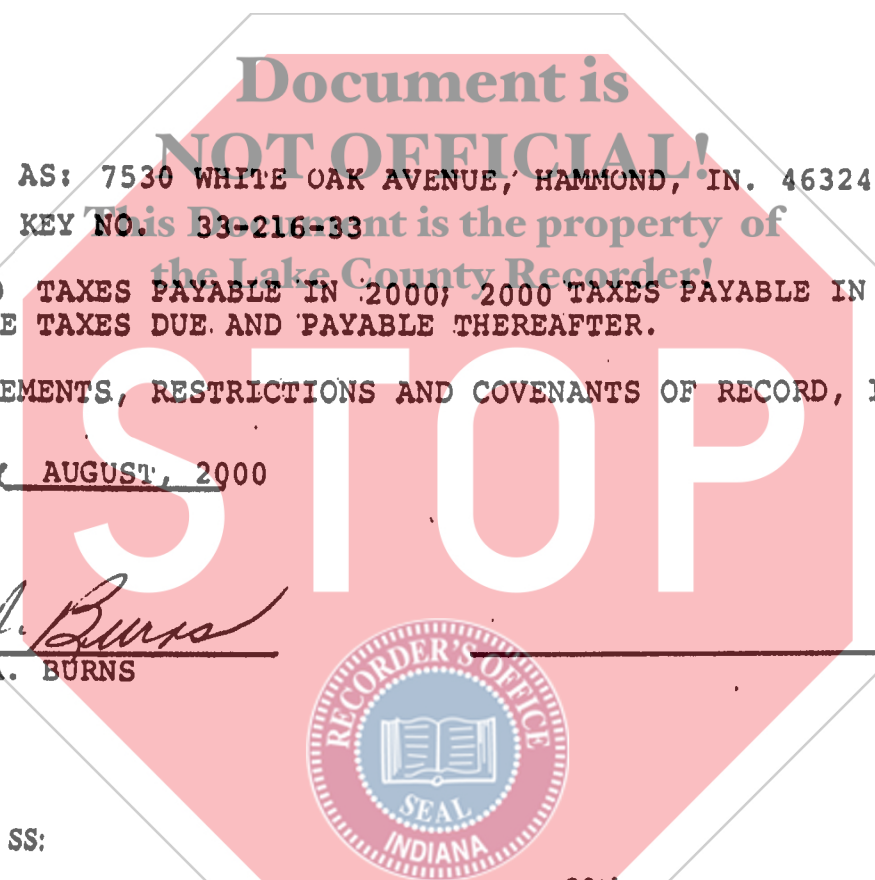 Document is
NOT OFFICIAL!
AS: 7530 WHITE OAK AVENUE, HAMMOND, IN. 46324
This Document is the property of
KEY NO. 33-216-33
the Lake County Recorder!
TAXES PAYABLE IN 2000; 2000 TAXES PAYABLE IN
E TAXES DUE AND PAYABLE THEREAFTER.
EMENTS, RESTRICTIONS AND COVENANTS OF RECORD,
AUGUST, 2000
STOP
A. Burns
A. BURNS
RECORDER'S OFFICE
SEAL
INDIANA
SS: